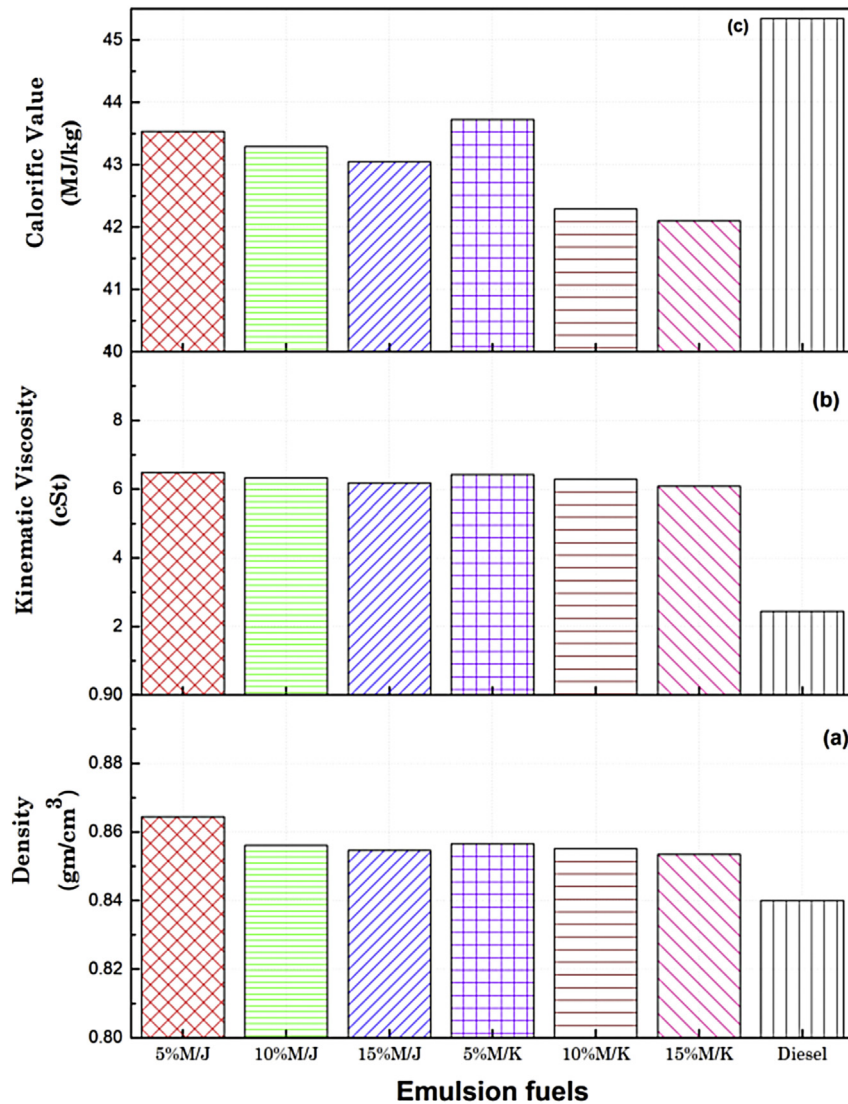 (c)
Calorific Value
(MJ/kg)
45
44
43
42
41
40
(b)
Kinematic Viscosity
(cSt)
8
6
4
2
0.90
(a)
Density
(gm/cm³)
0.88
0.86
0.84
0.82
0.80
5%M/J 10%M/J 15%M/J 5%M/K 10%M/K 15%M/K Diesel
Emulsion fuels